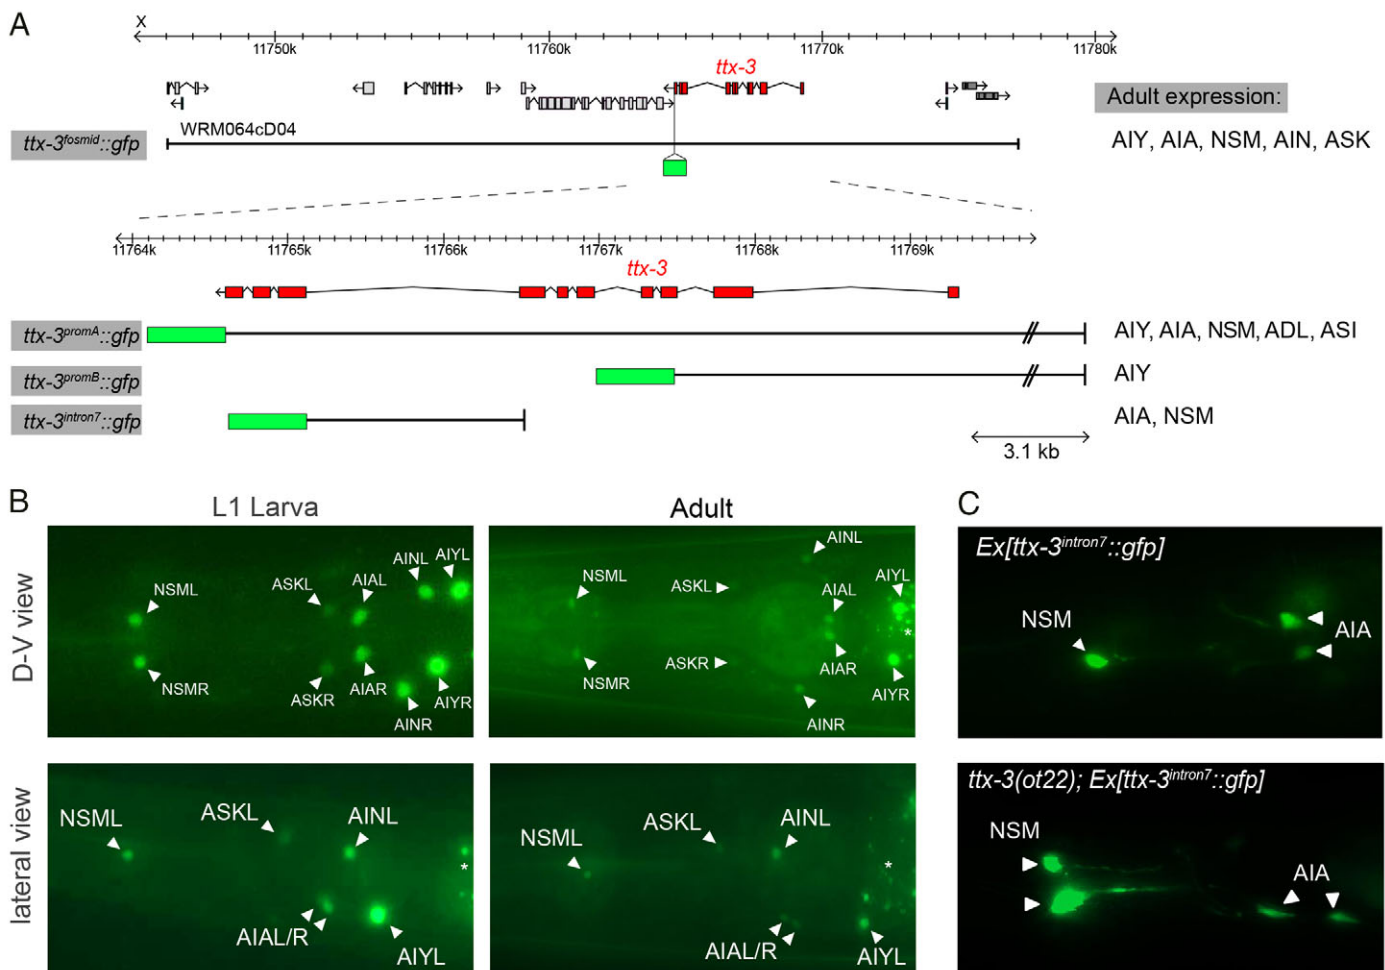 A
X
11750k 11760k 11770k 11780k
ttx-3
Adult expression:
WRM064cD04
ttx-3fosmid::gfp
AIY, AIA, NSM, AIN, ASK
11764k 11765k 11766k 11767k 11768k 11769k
ttx-3
ttx-3promA::gfp
AIY, AIA, NSM, ADL, ASI
ttx-3promB::gfp
AIY
ttx-3intron7::gfp
AIA, NSM
3.1 kb
B
L1 Larva
Adult
D-V view
NSML
ASKL
AIAL
AINL
AIYL
NSMR
ASKR
AIAR
AINR
AIYR
AINL
NSML
ASKL
AIAL
AIYL
*
NSMR
ASKR
AIAR
AIYR
AINR
lateral view
NSML
ASKL
AINL
*
AIAL/R
AIYL
NSML
ASKL
AINL
*
AIAL/R
AIYL
C
Ex[ttx-3intron7::gfp]
NSM
AIA
ttx-3(ot22); Ex[ttx-3intron7::gfp]
NSM
AIA